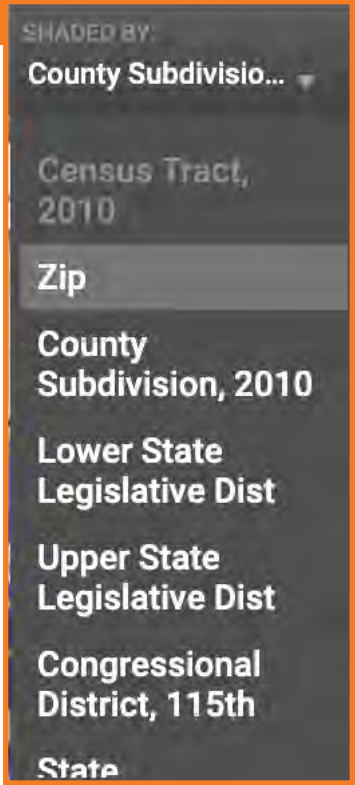 SHADED BY:
County Subdivisio...
Census Tract,
2010
Zip
County
Subdivision, 2010
Lower State
Legislative Dist
Upper State
Legislative Dist
Congressional
District, 115th
State